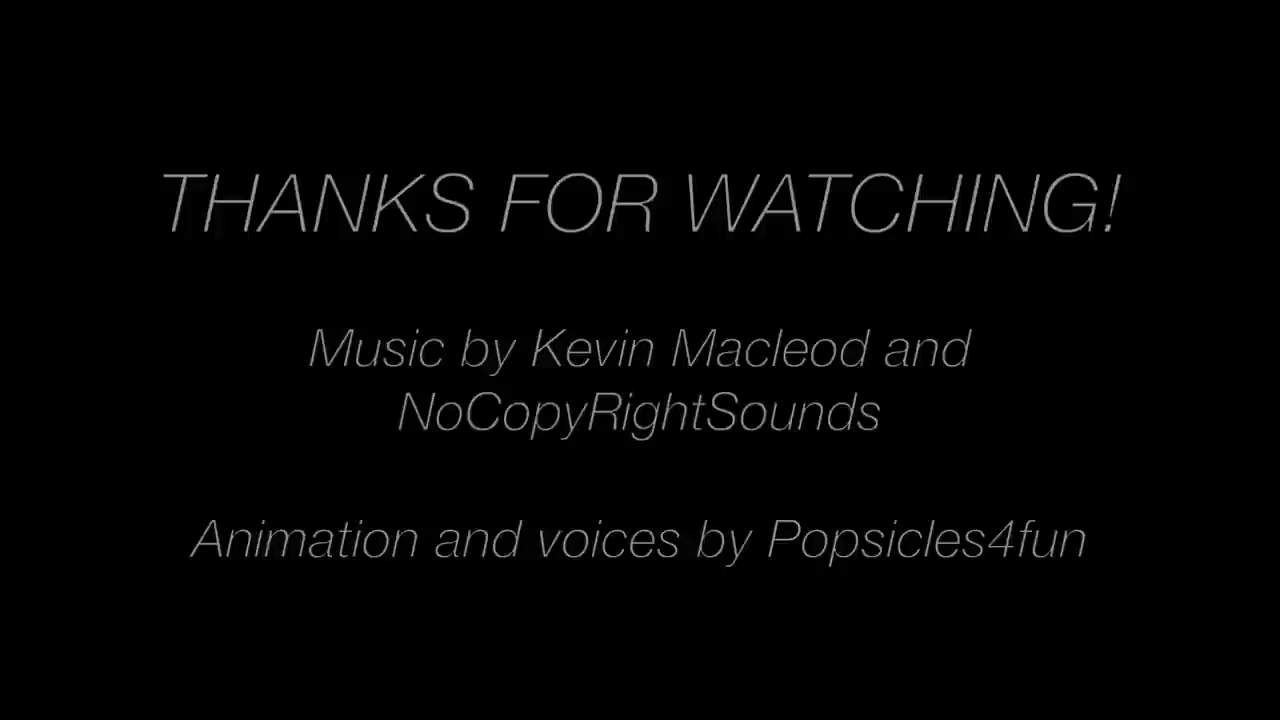 THANKS FOR WATCHING!
Music by Kevin Macleod and
NoCopyRightSounds
Animation and voices by Popsicles4fun